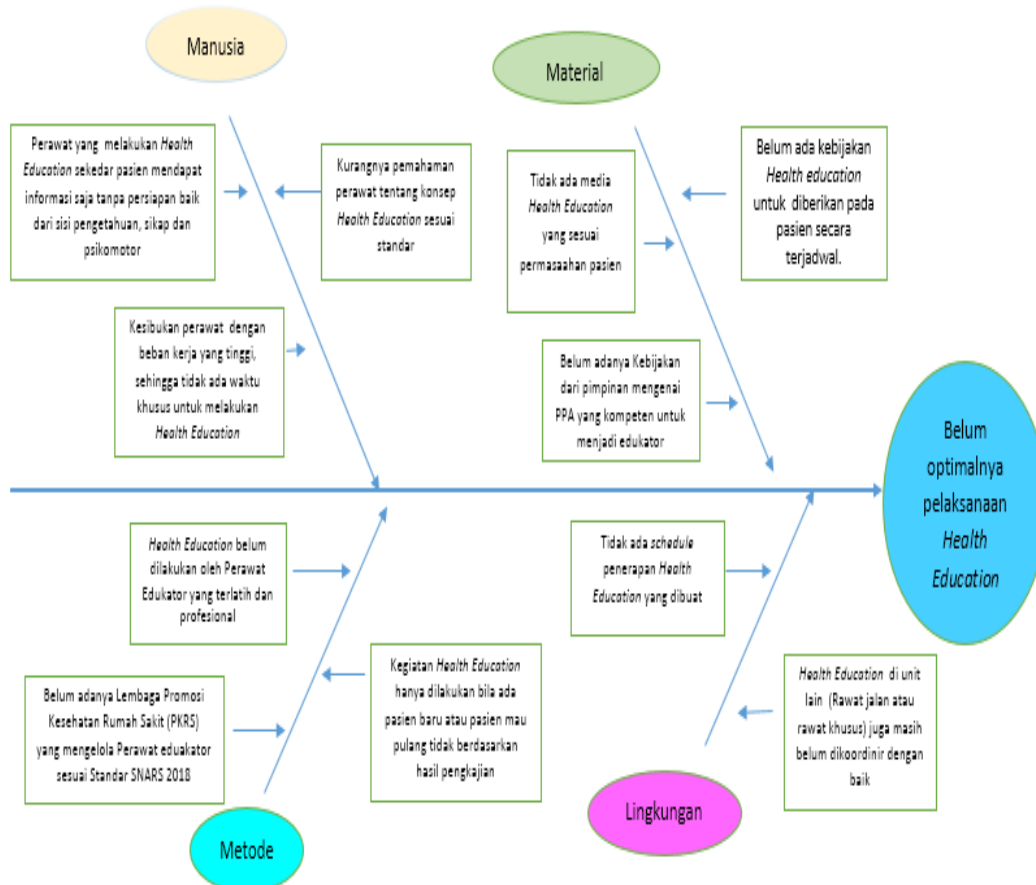 Manusia
Material
Perawat yang melakukan Health
Education sekedar pasien mendapat
informasi saja tanpa persiapan baik
dari sisi pengetahuan, sikap dan
psikomotor
Kurangnya pemahaman
perawat tentang konsep
Health Education sesuai
standar
Tidak ada media
Health Education
yang sesuai
permasaahan pasien
Belum ada kebijakan
Health education
untuk diberikan pada
pasien secara
terjadwal.
Kesibukan perawat dengan
beban kerja yang tinggi,
sehingga tidak ada waktu
khusus untuk melakukan
Health Education
Belum adanya Kebijakan
dari pimpinan mengenai
PPA yang kompeten untuk
menjadi edukator
Belum
optimalnya
pelaksanaan
Health
Education
Health Education belum
dilakukan oleh Perawat
Edukator yang terlatih dan
profesional
Tidak ada schedule
penerapan Health
Education yang dibuat
Belum adanya Lembaga Promosi
Kesehatan Rumah Sakit (PKRS)
yang mengelola Perawat eduakator
sesuai Standar SNARS 2018
Kegiatan Health Education
hanya dilakukan bila ada
pasien baru atau pasien mau
pulang tidak berdasarkan
hasil pengkajian
Health Education di unit
lain (Rawat jalan atau
rawat khusus) juga masih
belum dikoordinir dengan
baik
Metode
Lingkungan